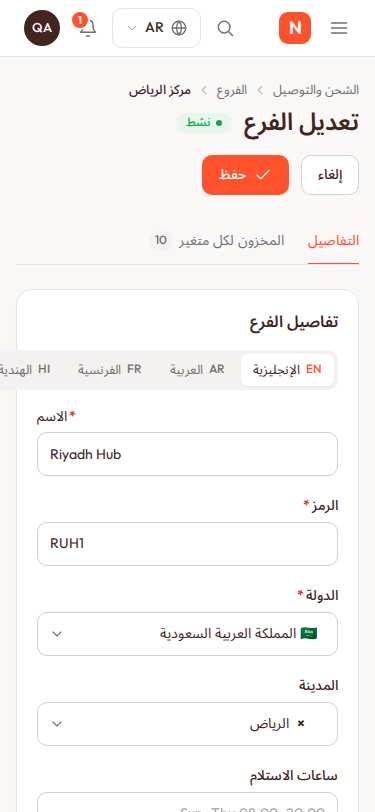 N AR 1 QA
الشحن والتوصيل > الفروع > مركز الرياض
تعديل الفرع نشط
إلغاء حفظ
التفاصيل المخزون لكل متغير 10
تفاصيل الفرع
EN الإنجليزية AR العربية FR الفرنسية HI الهندية
الاسم*
Riyadh Hub
الرمز*
RUH1
الدولة*
المملكة العربية السعودية
المدينة
× الرياض
ساعات الاستلام